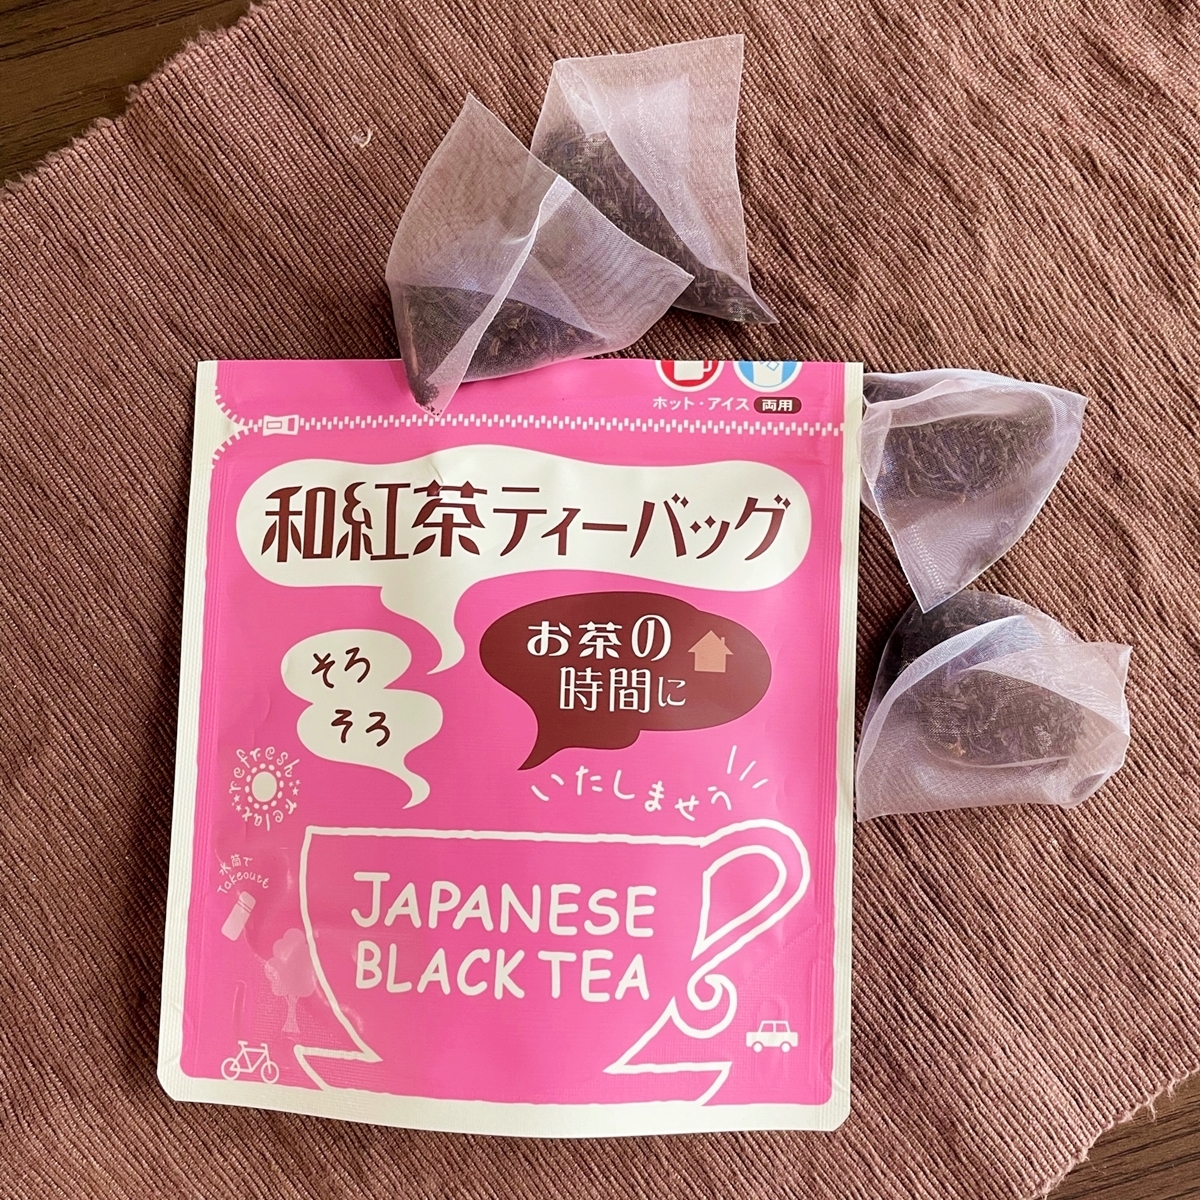 ホット・アイス 両用
和紅茶ティーバッグ
お茶の
時間に
そろ
そろ
いたしませう
refresh relax
水筒で
Takeout
JAPANESE
BLACK TEA